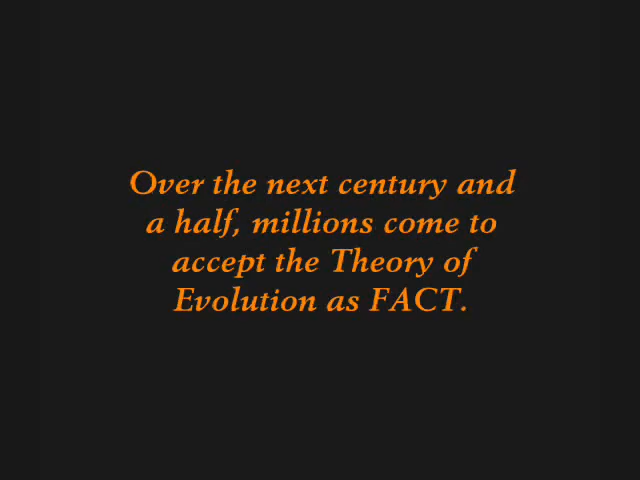 Over the next century and
a half, millions come to
accept the Theory of
Evolution as FACT.